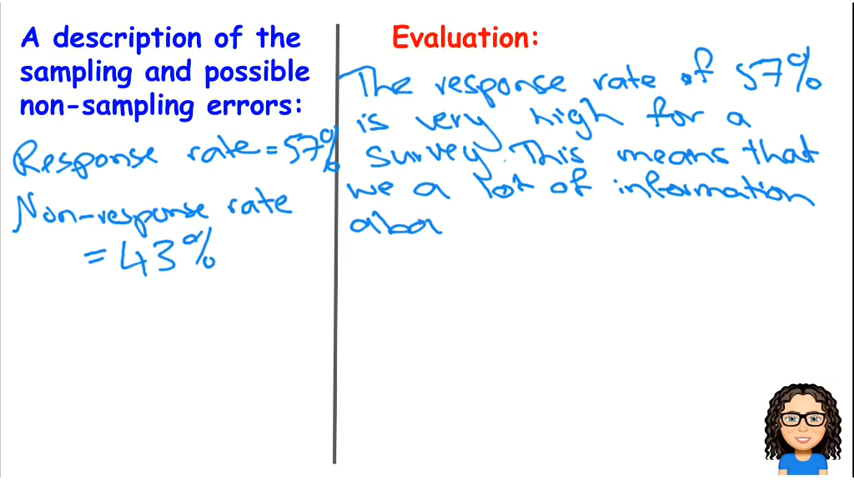 A description of the
sampling and possible
non-sampling errors:
Response rate = 57%
Non-response rate
= 43%
Evaluation:
The response rate of 57%
is very high for a
survey. This means that
we a lot of information
aboa